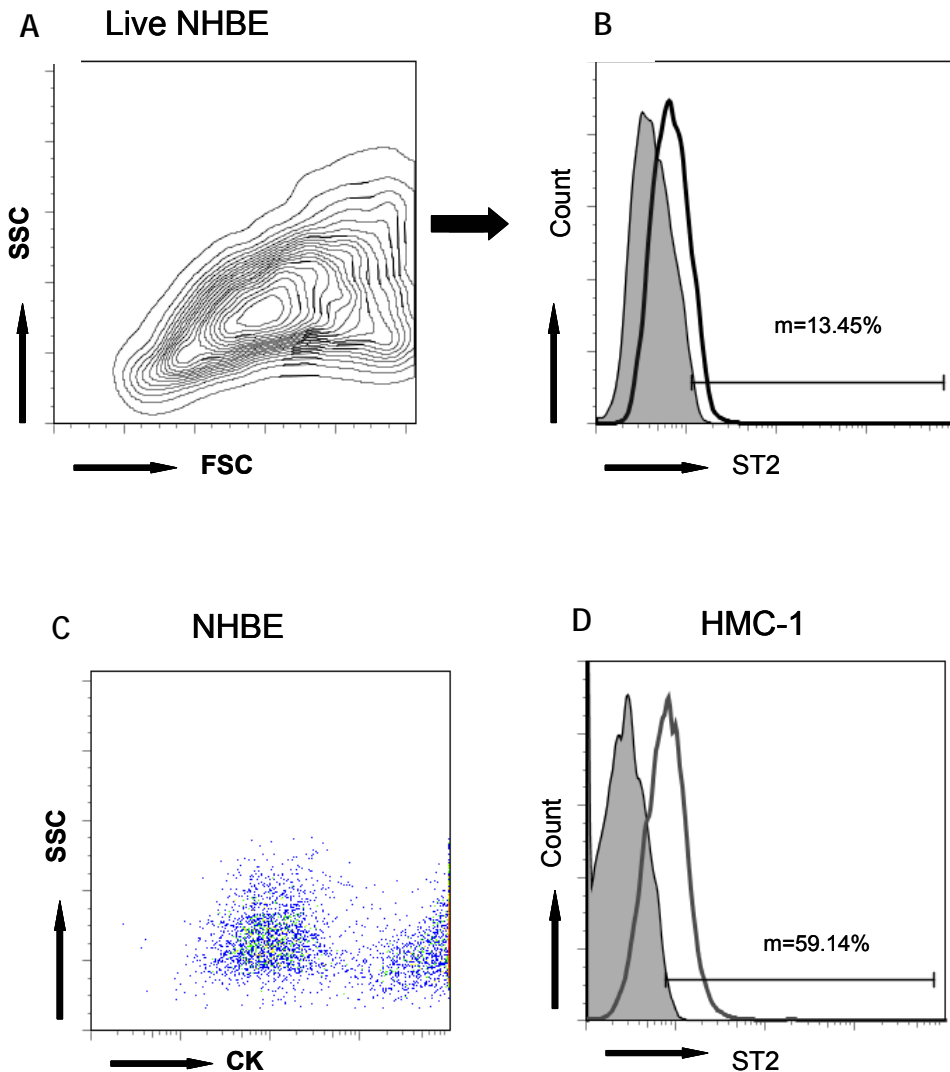 A
Live NHBE
SSC
FSC
B
Count
m=13.45%
ST2
C
NHBE
SSC
CK
D
HMC-1
Count
m=59.14%
ST2